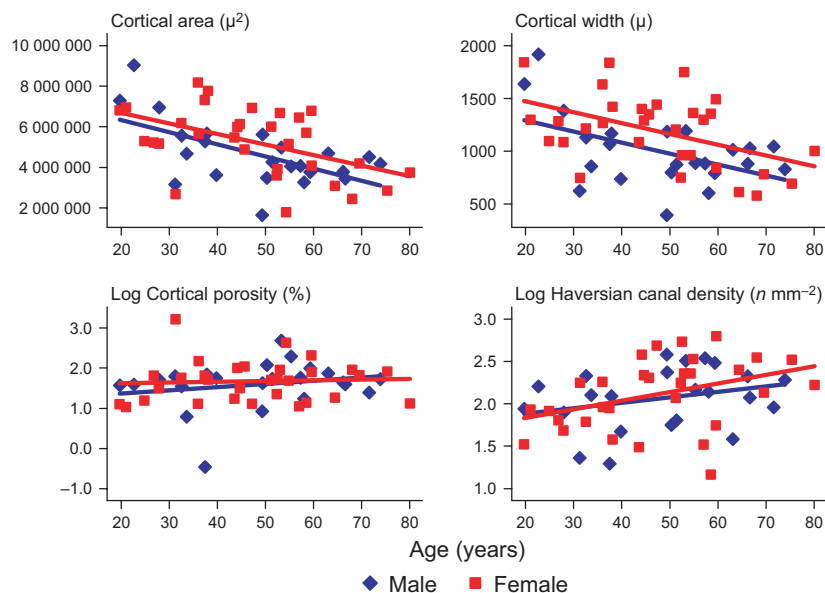 Cortical area (μ²)
10 000 000
8 000 000
6 000 000
4 000 000
2 000 000
20 30 40 50 60 70 80
Cortical width (μ)
2000
1500
1000
500
20 30 40 50 60 70 80
Log Cortical porosity (%)
3.0
2.0
1.0
0.0
–1.0
20 30 40 50 60 70 80
Log Haversian canal density (n mm⁻²)
3.0
2.5
2.0
1.5
1.0
20 30 40 50 60 70 80
Age (years)
Male Female